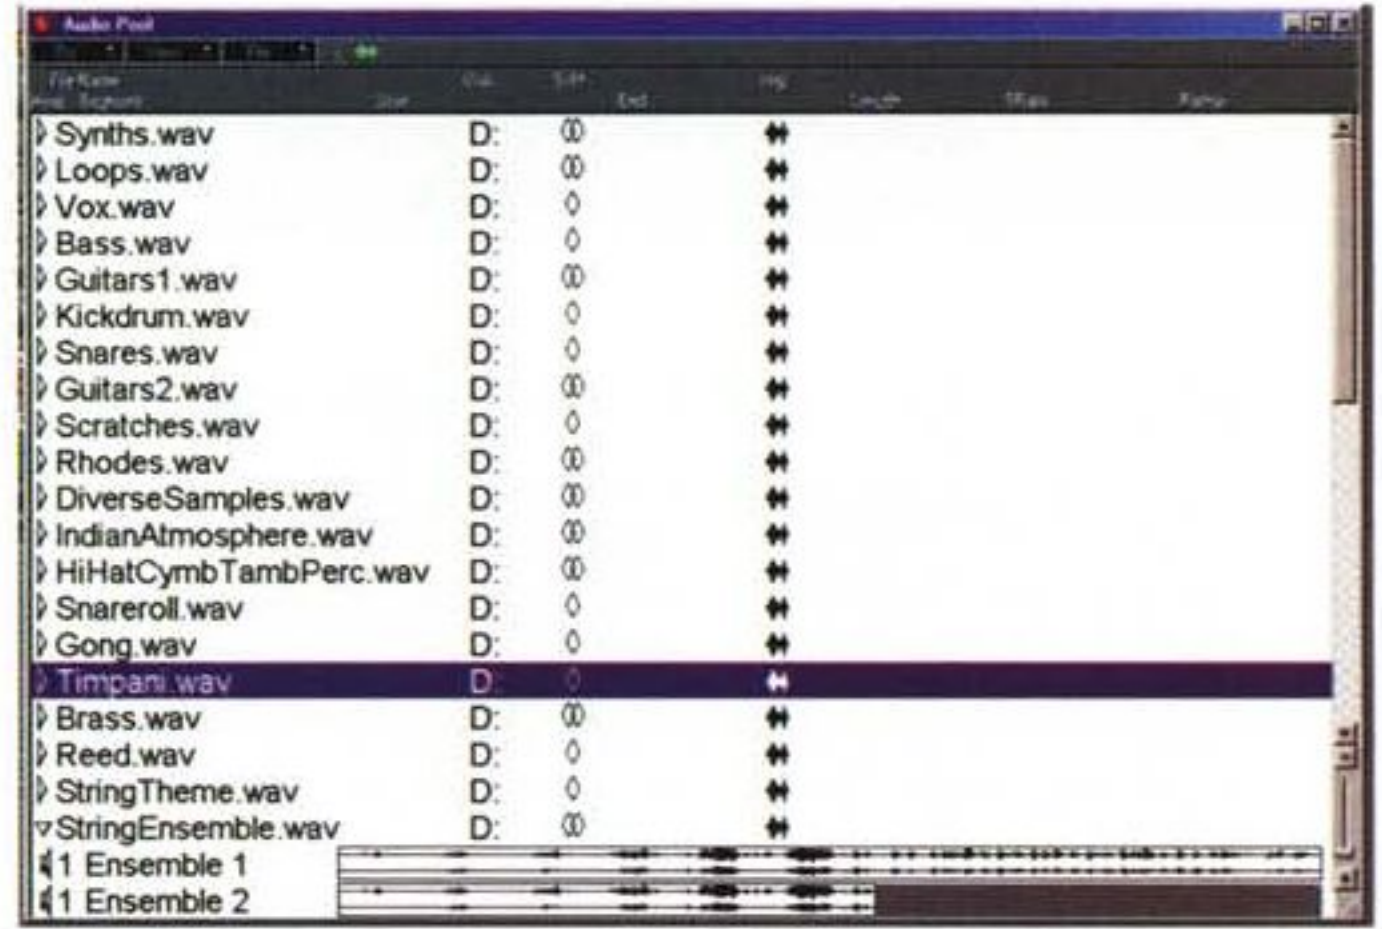 Audio Pool
Synths.wav D:
Loops.wav D:
Vox.wav D:
Bass.wav D:
Guitars1.wav D:
Kickdrum.wav D:
Snares.wav D:
Guitars2.wav D:
Scratches.wav D:
Rhodes.wav D:
DiverseSamples.wav D:
IndianAtmosphere.wav D:
HiHatCymbTambPerc.wav D:
Snareroll.wav D:
Gong.wav D:
Timpani.wav D:
Brass.wav D:
Reed.wav D:
StringTheme.wav D:
StringEnsemble.wav D:
1 Ensemble 1
1 Ensemble 2